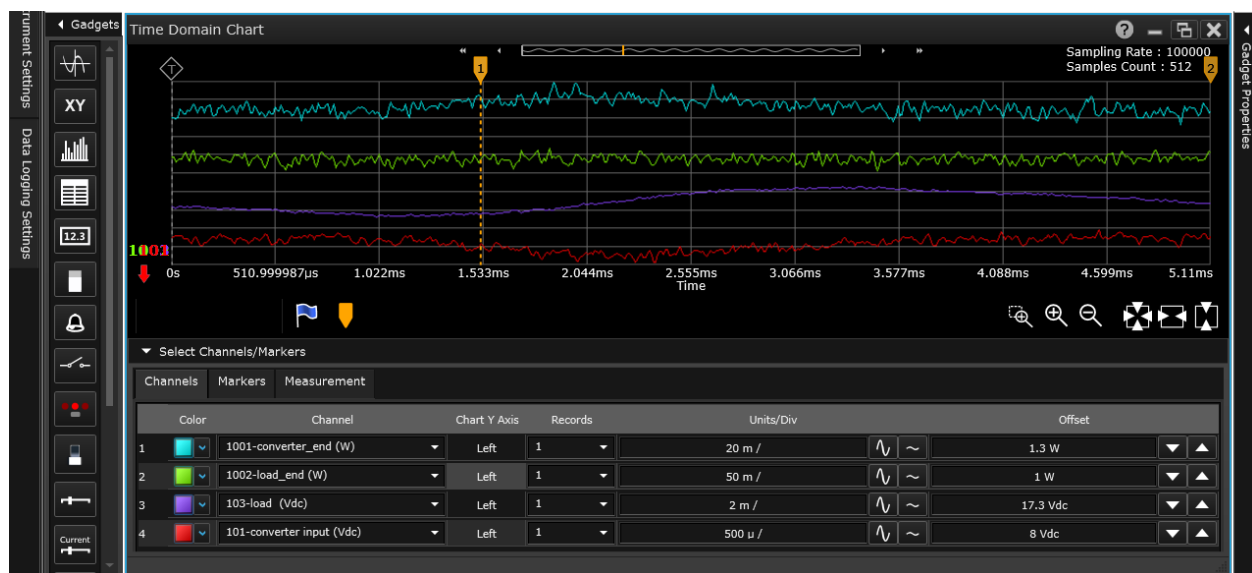 rument Settings
Data Logging Settings
Gadgets
XY
12.3
Current
Time Domain Chart
?
Sampling Rate : 100000
Samples Count : 512
T
1
2
0s 510.999987µs 1.022ms 1.533ms 2.044ms 2.555ms 3.066ms 3.577ms 4.088ms 4.599ms 5.11ms
Time
Select Channels/Markers
Channels Markers Measurement
Color Channel Chart Y Axis Records Units/Div Offset
1 1001-converter_end (W) Left 1 20 m / 1.3 W
2 1002-load_end (W) Left 1 50 m / 1 W
3 103-load (Vdc) Left 1 2 m / 17.3 Vdc
4 101-converter input (Vdc) Left 1 500 µ / 8 Vdc
Gadget Properties